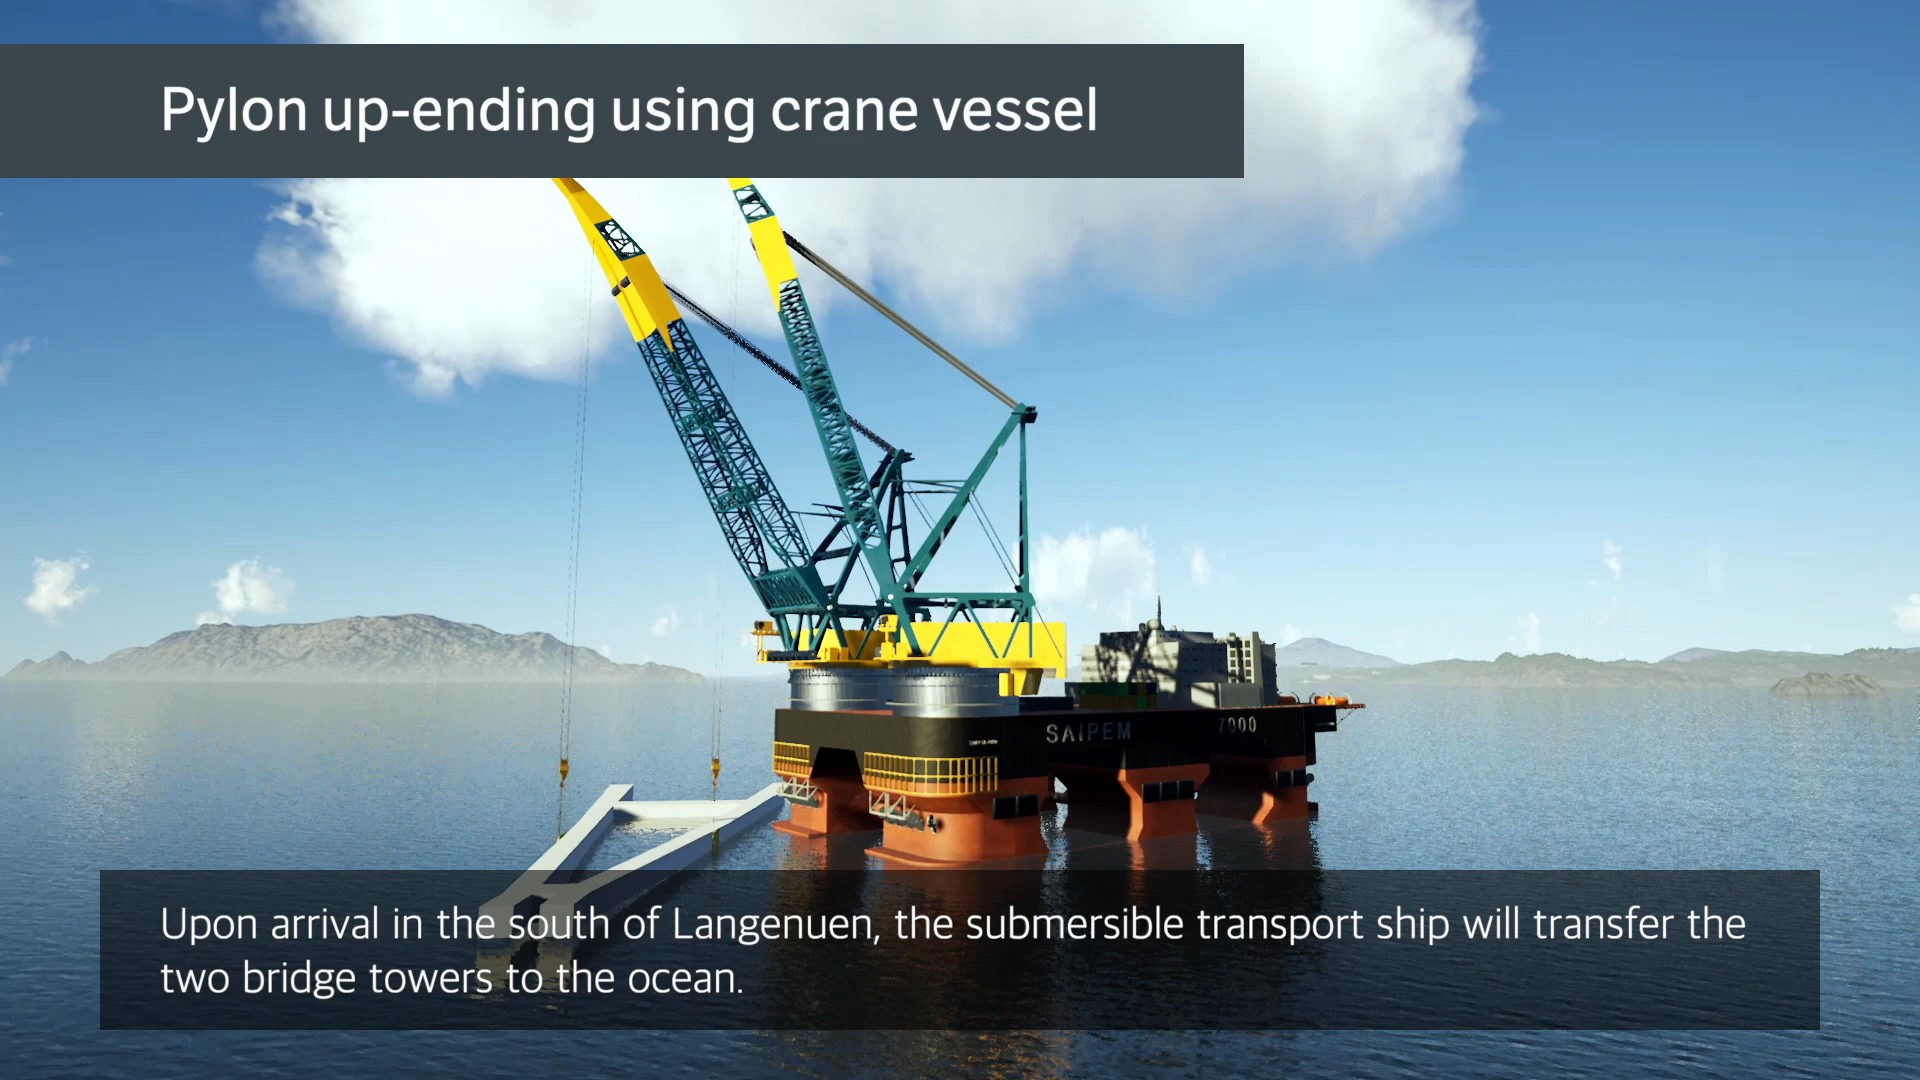 Pylon up-ending using crane vessel
SAIPEM 7000
Upon arrival in the south of Langenuen, the submersible transport ship will transfer the
two bridge towers to the ocean.